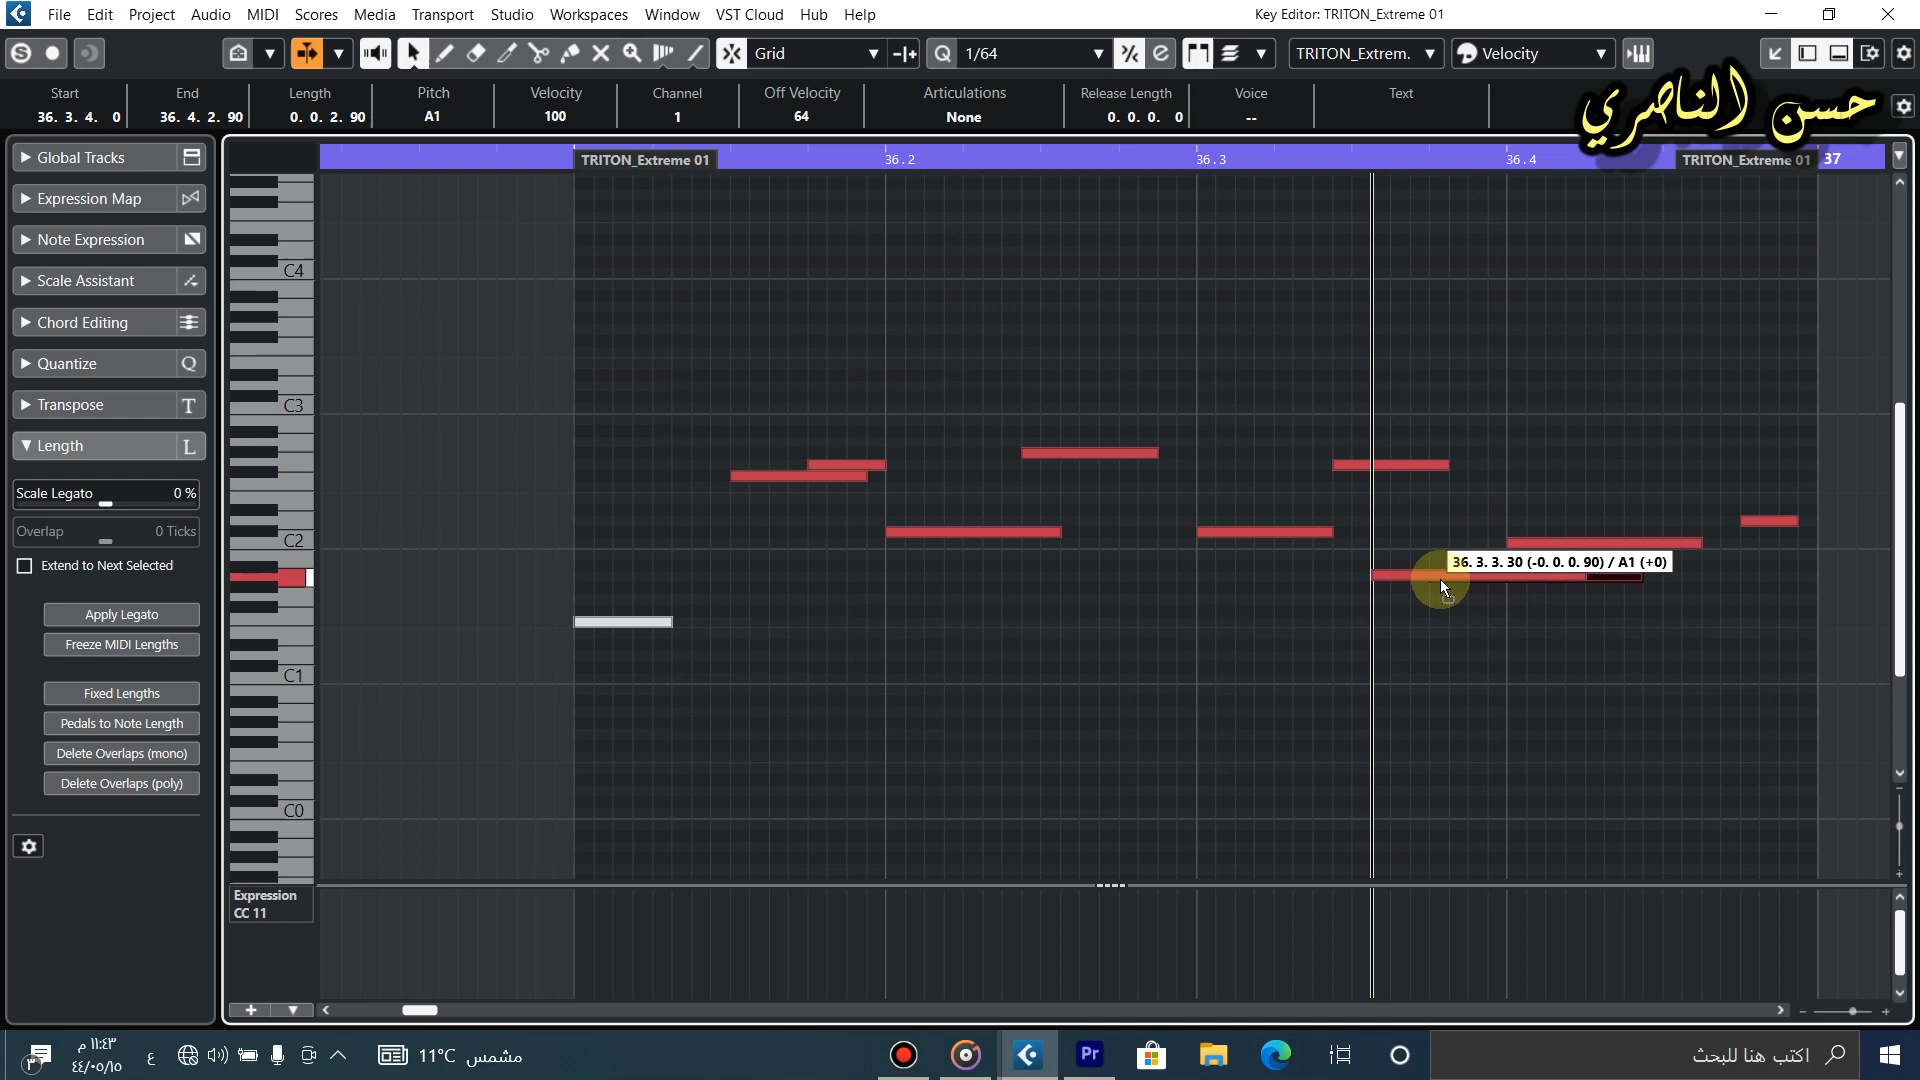 File Edit Project Audio MIDI Scores Media Transport Studio Workspaces Window VST Cloud Hub Help
Key Editor: TRITON_Extreme 01
Grid
1/64
TRITON_Extrem.
Velocity
Start End Length Pitch Velocity Channel Off Velocity Articulations Release Length Voice Text
36. 3. 4. 0 36. 4. 2. 90 0. 0. 2. 90 A1 100 1 64 None 0. 0. 0. 0 --
حسن الناصري
Global Tracks
Expression Map
Note Expression
Scale Assistant
Chord Editing
Quantize Q
Transpose T
Length L
Scale Legato 0 %
Overlap 0 Ticks
Extend to Next Selected
Apply Legato
Freeze MIDI Lengths
Fixed Lengths
Pedals to Note Length
Delete Overlaps (mono)
Delete Overlaps (poly)
TRITON_Extreme 01 36.2 36.3 36.4 TRITON_Extreme 01 37
C4
C3
C2
C1
C0
36. 3. 3. 30 (-0. 0. 0. 90) / A1 (+0)
Expression
CC 11
١١:٤٣ م
٤٤/٠٥/١٥
٣
ع
11°C مشمس
Pr
اكتب هنا للبحث